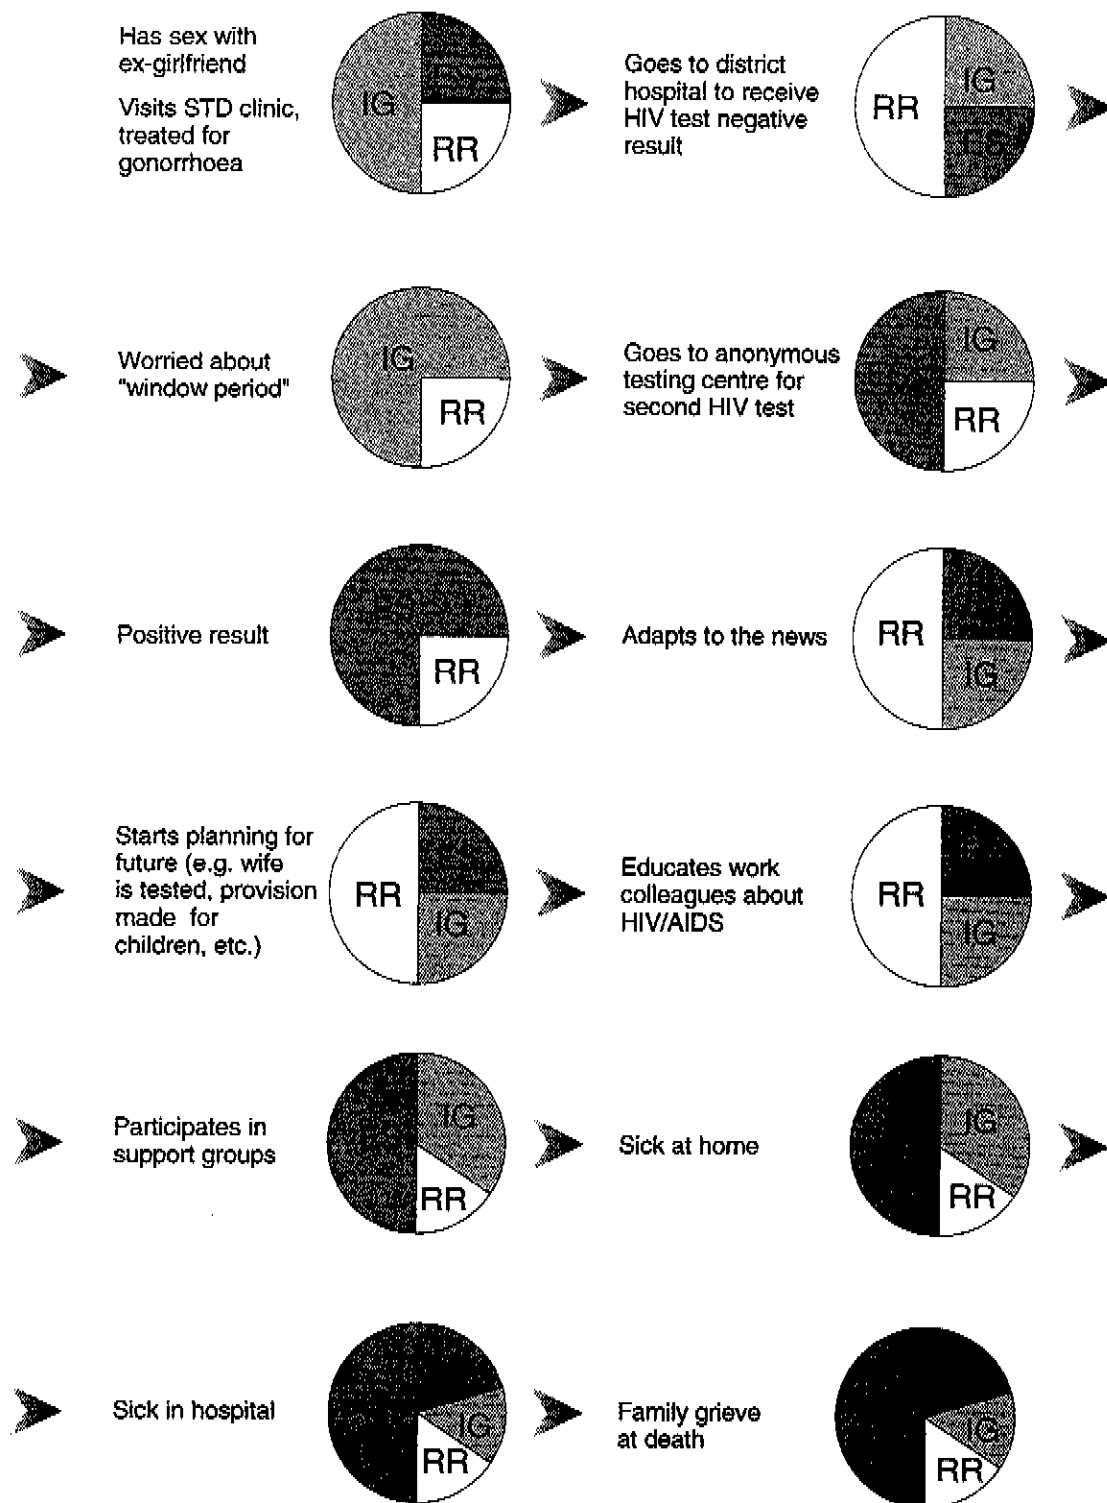 Has sex with
ex-girlfriend
Visits STD clinic,
treated for
gonorrhoea
IG
RR
Goes to district
hospital to receive
HIV test negative
result
RR
IG
ES
Worried about
"window period"
IG
RR
Goes to anonymous
testing centre for
second HIV test
IG
RR
Positive result
RR
Adapts to the news
RR
IG
Starts planning for
future (e.g. wife
is tested, provision
made for
children, etc.)
RR
IG
Educates work
colleagues about
HIV/AIDS
RR
IG
Participates in
support groups
IG
RR
Sick at home
IG
RR
Sick in hospital
IG
RR
Family grieve
at death
IG
RR